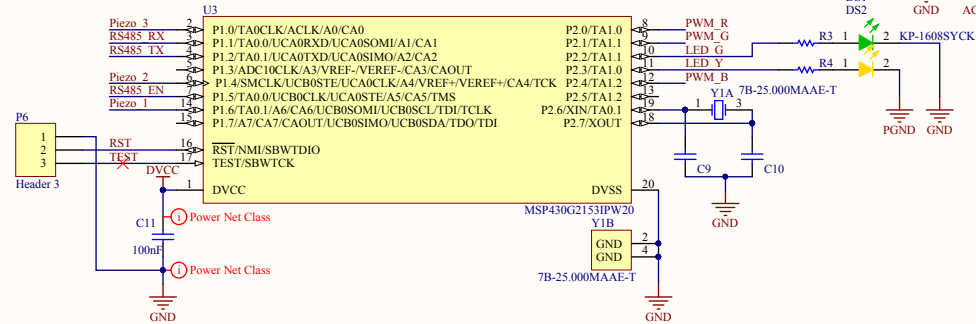 U3
Piezo_3 2 P1.0/TA0CLK/ACLK/A0/CA0
RS485_RX 3 P1.1/TA0.0/UCA0RXD/UCA0SOMI/A1/CA1
RS485_TX 4 P1.2/TA0.1/UCA0TXD/UCA0SIMO/A2/CA2
5 P1.3/ADC10CLK/A3/VREF-/VEREF-/CA3/CAOUT
Piezo_2 6 P1.4/SMCLK/UCB0STE/UCA0CLK/A4/VREF+/VEREF+/CA4/TCK
RS485_EN 7 P1.5/TA0.0/UCB0CLK/UCA0STE/A5/CA5/TMS
Piezo_1 14 P1.6/TA0.1/A6/CA6/UCB0SOMI/UCB0SCL/TDI/TCLK
15 P1.7/A7/CA7/CAOUT/UCB0SIMO/UCB0SDA/TDO/TDI
RST 16 RST/NMI/SBWTDIO
TEST 17 TEST/SBWTCK
DVCC
1 DVCC
P2.0/TA1.0 8 PWM_R
P2.1/TA1.1 9 PWM_G
P2.2/TA1.1 10 LED_G
P2.3/TA1.0 11 LED_Y
P2.4/TA1.2 12 PWM_B
P2.5/TA1.2 13
P2.6/XIN/TA0.1 19
P2.7/XOUT 18
DVSS 20
MSP430G2153IPW20
P6
1
2
3
Header 3
C11
100nF
Power Net Class
Power Net Class
GND
Y1B
GND 2
GND 4
7B-25.000MAAE-T
GND
Y1A
7B-25.000MAAE-T
1 3
C9
C10
GND
DS2
R3 1 2 KP-1608SYCK
R4 1 2
PGND
GND
GND